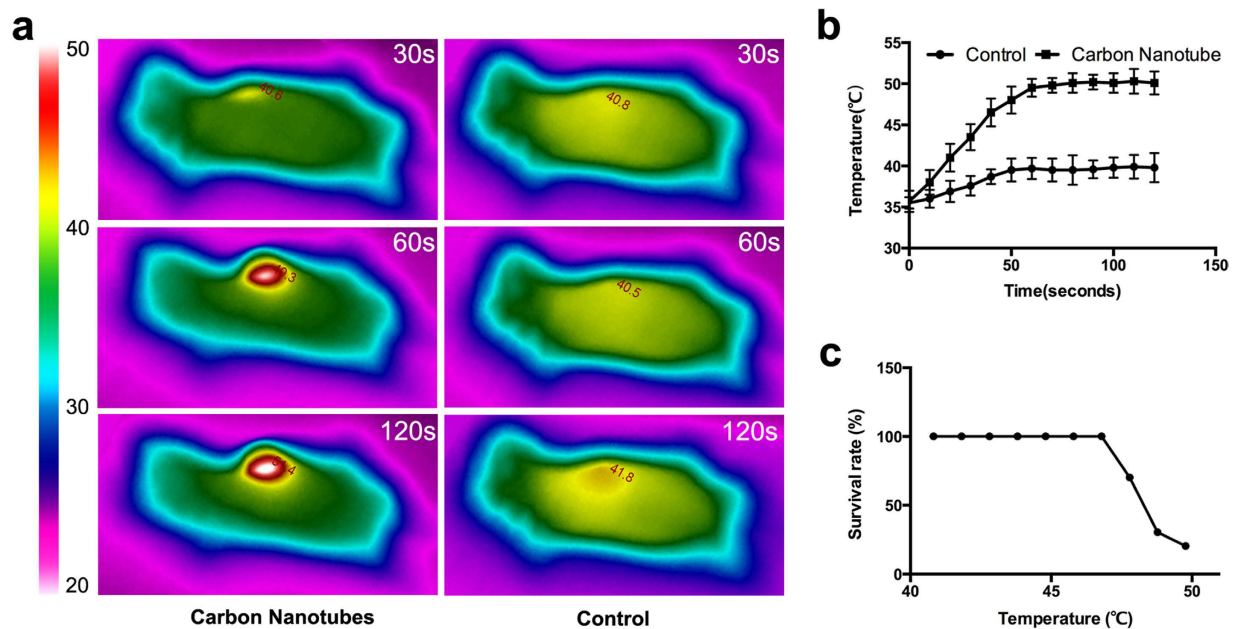 a
50
40
30
20
30s
40.6
30s
40.8
60s
60s
40.5
120s
120s
41.8
Carbon Nanotubes
Control
b
Control
Carbon Nanotube
55
50
45
40
35
30
Temperature(℃)
0
50
100
150
Time(seconds)
c
150
100
50
0
Survival rate (%)
40
45
50
Temperature (℃)